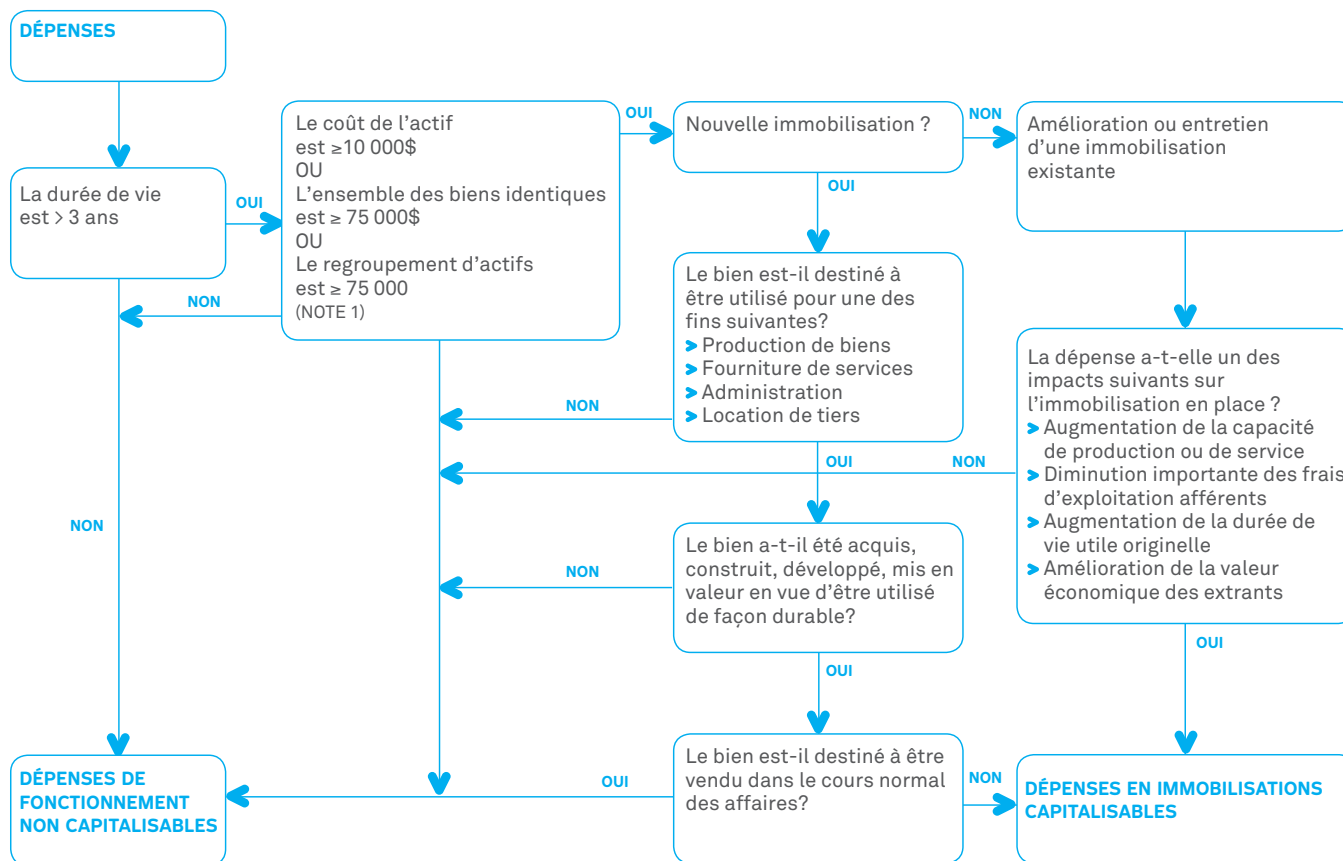 DÉPENSES
La durée de vie
est > 3 ans
OUI
NON
Le coût de l'actif
est ≥10 000$
OU
L'ensemble des biens identiques
est ≥ 75 000$
OU
Le regroupement d'actifs
est ≥ 75 000
(NOTE 1)
NON
OUI
Nouvelle immobilisation ?
NON
OUI
Amélioration ou entretien
d'une immobilisation
existante
Le bien est-il destiné à
être utilisé pour une des
fins suivantes?
Production de biens
Fourniture de services
Administration
Location de tiers
NON
OUI
La dépense a-t-elle un des
impacts suivants sur
l'immobilisation en place ?
Augmentation de la capacité
de production ou de service
Diminution importante des frais
d'exploitation afférents
Augmentation de la durée de
vie utile originelle
Amélioration de la valeur
économique des extrants
NON
OUI
Le bien a-t-il été acquis,
construit, développé, mis en
valeur en vue d'être utilisé
de façon durable?
NON
OUI
Le bien est-il destiné à être
vendu dans le cours normal
des affaires?
OUI
NON
DÉPENSES DE
FONCTIONNEMENT
NON CAPITALISABLES
DÉPENSES EN IMMOBILISATIONS
CAPITALISABLES